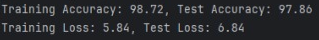 Training Accuracy: 98.72, Test Accuracy: 97.86
Training Loss: 5.84, Test Loss: 6.84